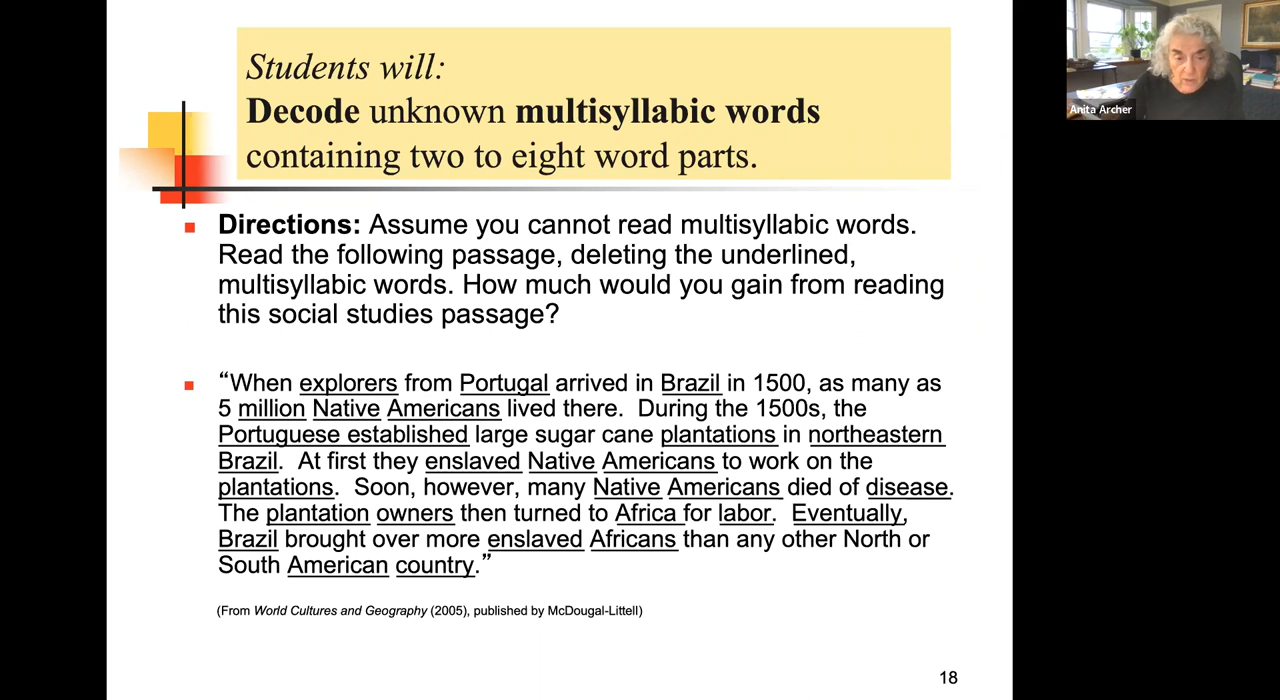 Students will:
Decode unknown multisyllabic words
containing two to eight word parts.
Anita Archer
Directions: Assume you cannot read multisyllabic words.
Read the following passage, deleting the underlined,
multisyllabic words. How much would you gain from reading
this social studies passage?
“When explorers from Portugal arrived in Brazil in 1500, as many as
5 million Native Americans lived there. During the 1500s, the
Portuguese established large sugar cane plantations in northeastern
Brazil. At first they enslaved Native Americans to work on the
plantations. Soon, however, many Native Americans died of disease.
The plantation owners then turned to Africa for labor. Eventually,
Brazil brought over more enslaved Africans than any other North or
South American country.”
(From World Cultures and Geography (2005), published by McDougal-Littell)
18